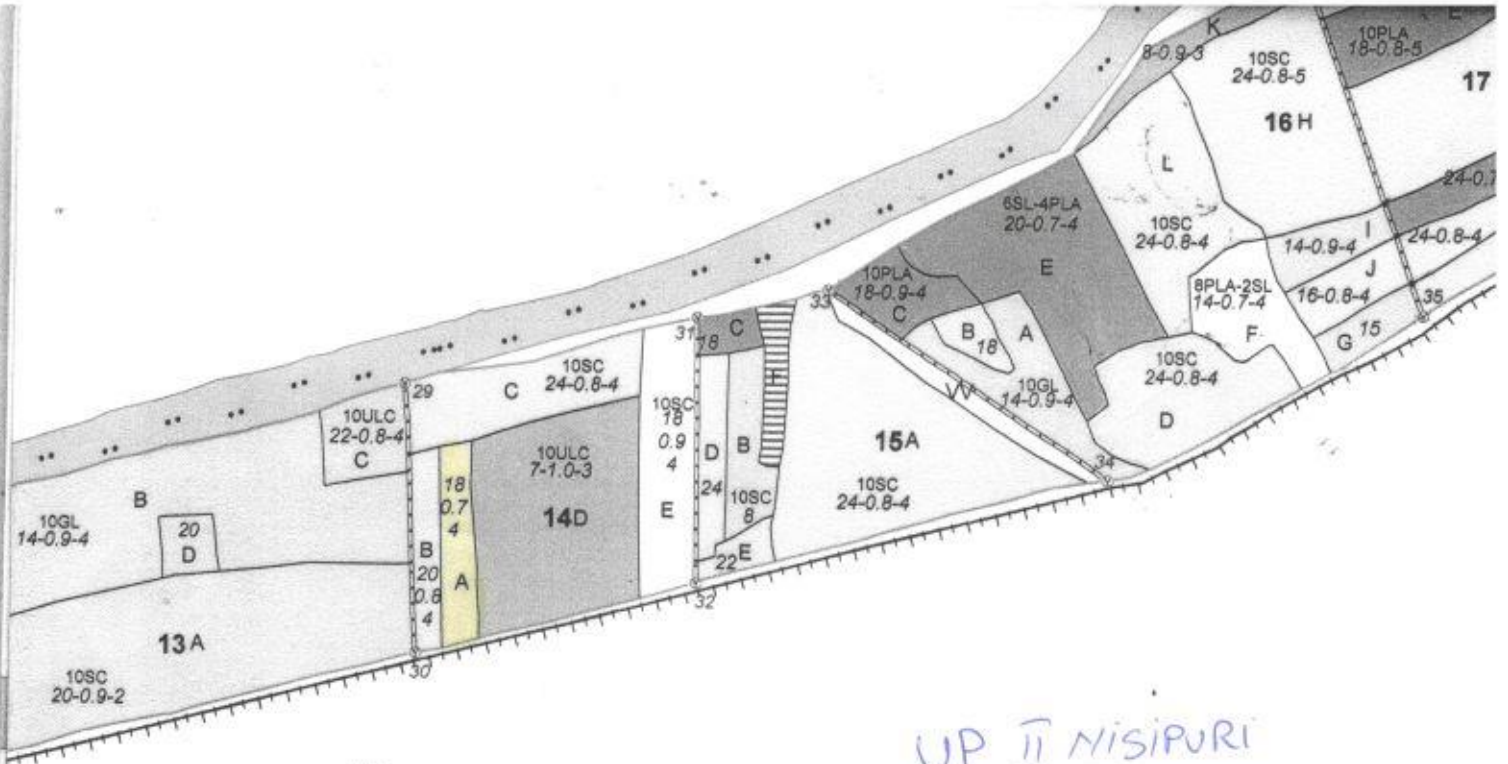 K
8-0.9-3
10SC
24-0.8-5
16 H
10PLA
18-0.8-5
E
17
L
10SC
24-0.8-4
24-0.7
I
14-0.9-4
24-0.8-4
J
16-0.8-4
8PLA-2SL
14-0.7-4
F
G
15
35
6SL-4PLA
20-0.7-4
E
10PLA
18-0.9-4
C
33
B
18
A
10GL
14-0.9-4
10SC
24-0.8-4
D
34
VV
31
C
18
F
10SC
18
0.9
4
E
D
24
B
10SC
8
E
22
15 A
10SC
24-0.8-4
32
29
C
10SC
24-0.8-4
10ULC
22-0.8-4
C
10ULC
7-1.0-3
14 D
18
0.7
4
A
B
20
0.8
4
B
10GL
14-0.9-4
20
D
13 A
10SC
20-0.9-2
30
UP II NISIPURI